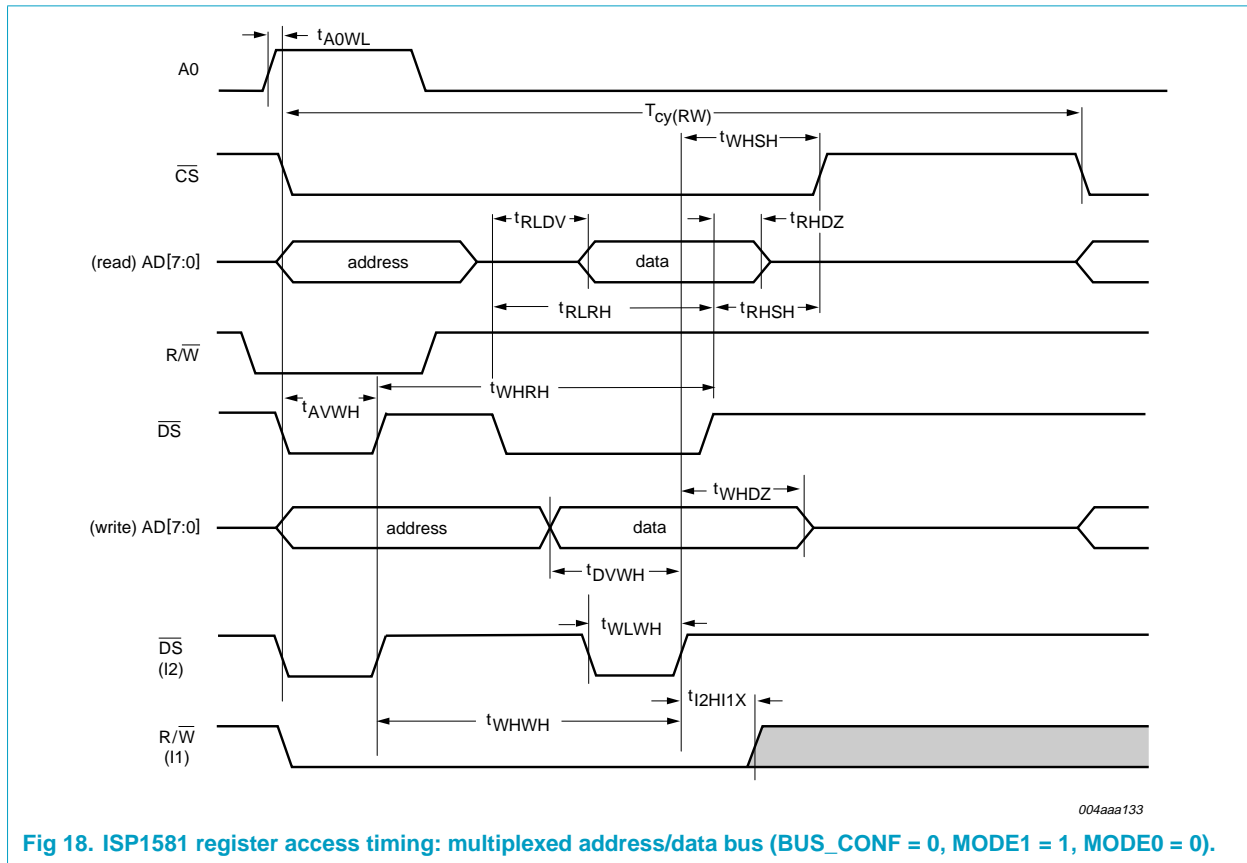 tA0WL
A0
Tcy(RW)
tWHSH
CS
tRLDV
tRHDZ
(read) AD[7:0]
address
data
tRLRH
tRHSH
R/W
tWHRH
tAVWH
DS
tWHDZ
(write) AD[7:0]
address
data
tDVWH
tWLWH
DS
(I2)
tI2HI1X
tWHWH
R/W
(I1)
004aaa133
Fig 18. ISP1581 register access timing: multiplexed address/data bus (BUS_CONF = 0, MODE1 = 1, MODE0 = 0).